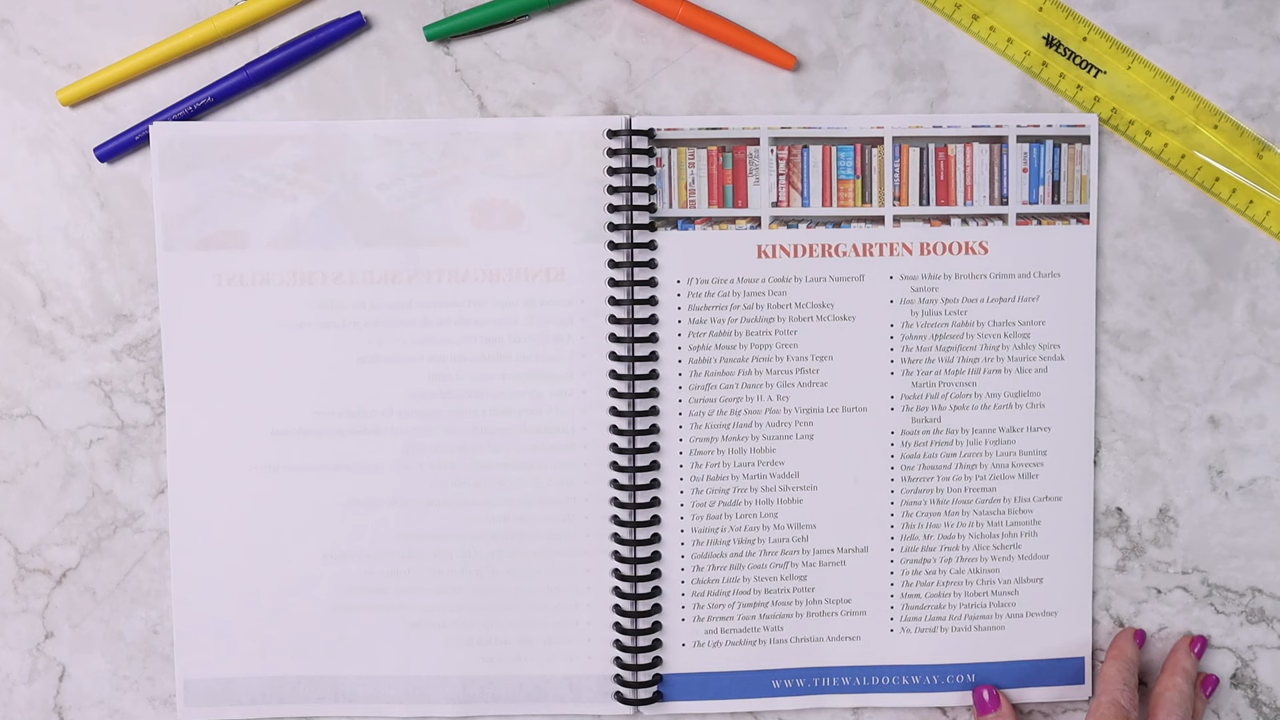 WESTCOTT
KINDERGARTEN SKILLS CHECKLIST
KINDERGARTEN BOOKS
If You Give a Mouse a Cookie by Laura Numeroff
Pete the Cat by James Dean
Blueberries for Sal by Robert McCloskey
Make Way for Ducklings by Robert McCloskey
Peter Rabbit by Beatrix Potter
Sophie Mouse by Poppy Green
Rabbit's Pancake Picnic by Evans Tegen
The Rainbow Fish by Marcus Pfister
Giraffes Can't Dance by Giles Andreae
Curious George by H. A. Rey
Katy & the Big Snow Plow by Virginia Lee Burton
The Kissing Hand by Audrey Penn
Grumpy Monkey by Suzanne Lang
Elmore by Holly Hobbie
The Fort by Laura Perdew
Owl Babies by Martin Waddell
The Giving Tree by Shel Silverstein
Toot & Puddle by Holly Hobbie
Toy Boat by Loren Long
Waiting is Not Easy by Mo Willems
The Hiking Viking by Laura Gehl
Goldilocks and the Three Bears by James Marshall
The Three Billy Goats Gruff by Mac Barnett
Chicken Little by Steven Kellogg
Red Riding Hood by Beatrix Potter
The Story of Jumping Mouse by John Steptoe
The Bremen Town Musicians by Brothers Grimm
and Bernadette Watts
The Ugly Duckling by Hans Christian Andersen
Snow White by Brothers Grimm and Charles
Santore
How Many Spots Does a Leopard Have?
by Julius Lester
The Velveteen Rabbit by Charles Santore
Johnny Appleseed by Steven Kellogg
The Most Magnificent Thing by Ashley Spires
Where the Wild Things Are by Maurice Sendak
The Year at Maple Hill Farm by Alice and
Martin Provensen
Pocket Full of Colors by Amy Guglielmo
The Boy Who Spoke to the Earth by Chris
Burkard
Boats on the Bay by Jeanne Walker Harvey
My Best Friend by Julie Fogliano
Koala Eats Gum Leaves by Laura Bunting
One Thousand Things by Anna Kovecses
Wherever You Go by Pat Zietlow Miller
Corduroy by Don Freeman
Diana's White House Garden by Elisa Carbone
The Crayon Man by Natascha Biebow
This Is How We Do It by Matt Lamonthe
Hello, Mr. Dodo by Nicholas John Frith
Little Blue Truck by Alice Schertle
Grandpa's Top Threes by Wendy Meddour
To the Sea by Cale Atkinson
The Polar Express by Chris Van Allsburg
Mmm, Cookies by Robert Munsch
Thundercake by Patricia Polacco
Llama Llama Red Pajamas by Anna Dewdney
No, David! by David Shannon
WWW.THEWALDOCKWAY.COM